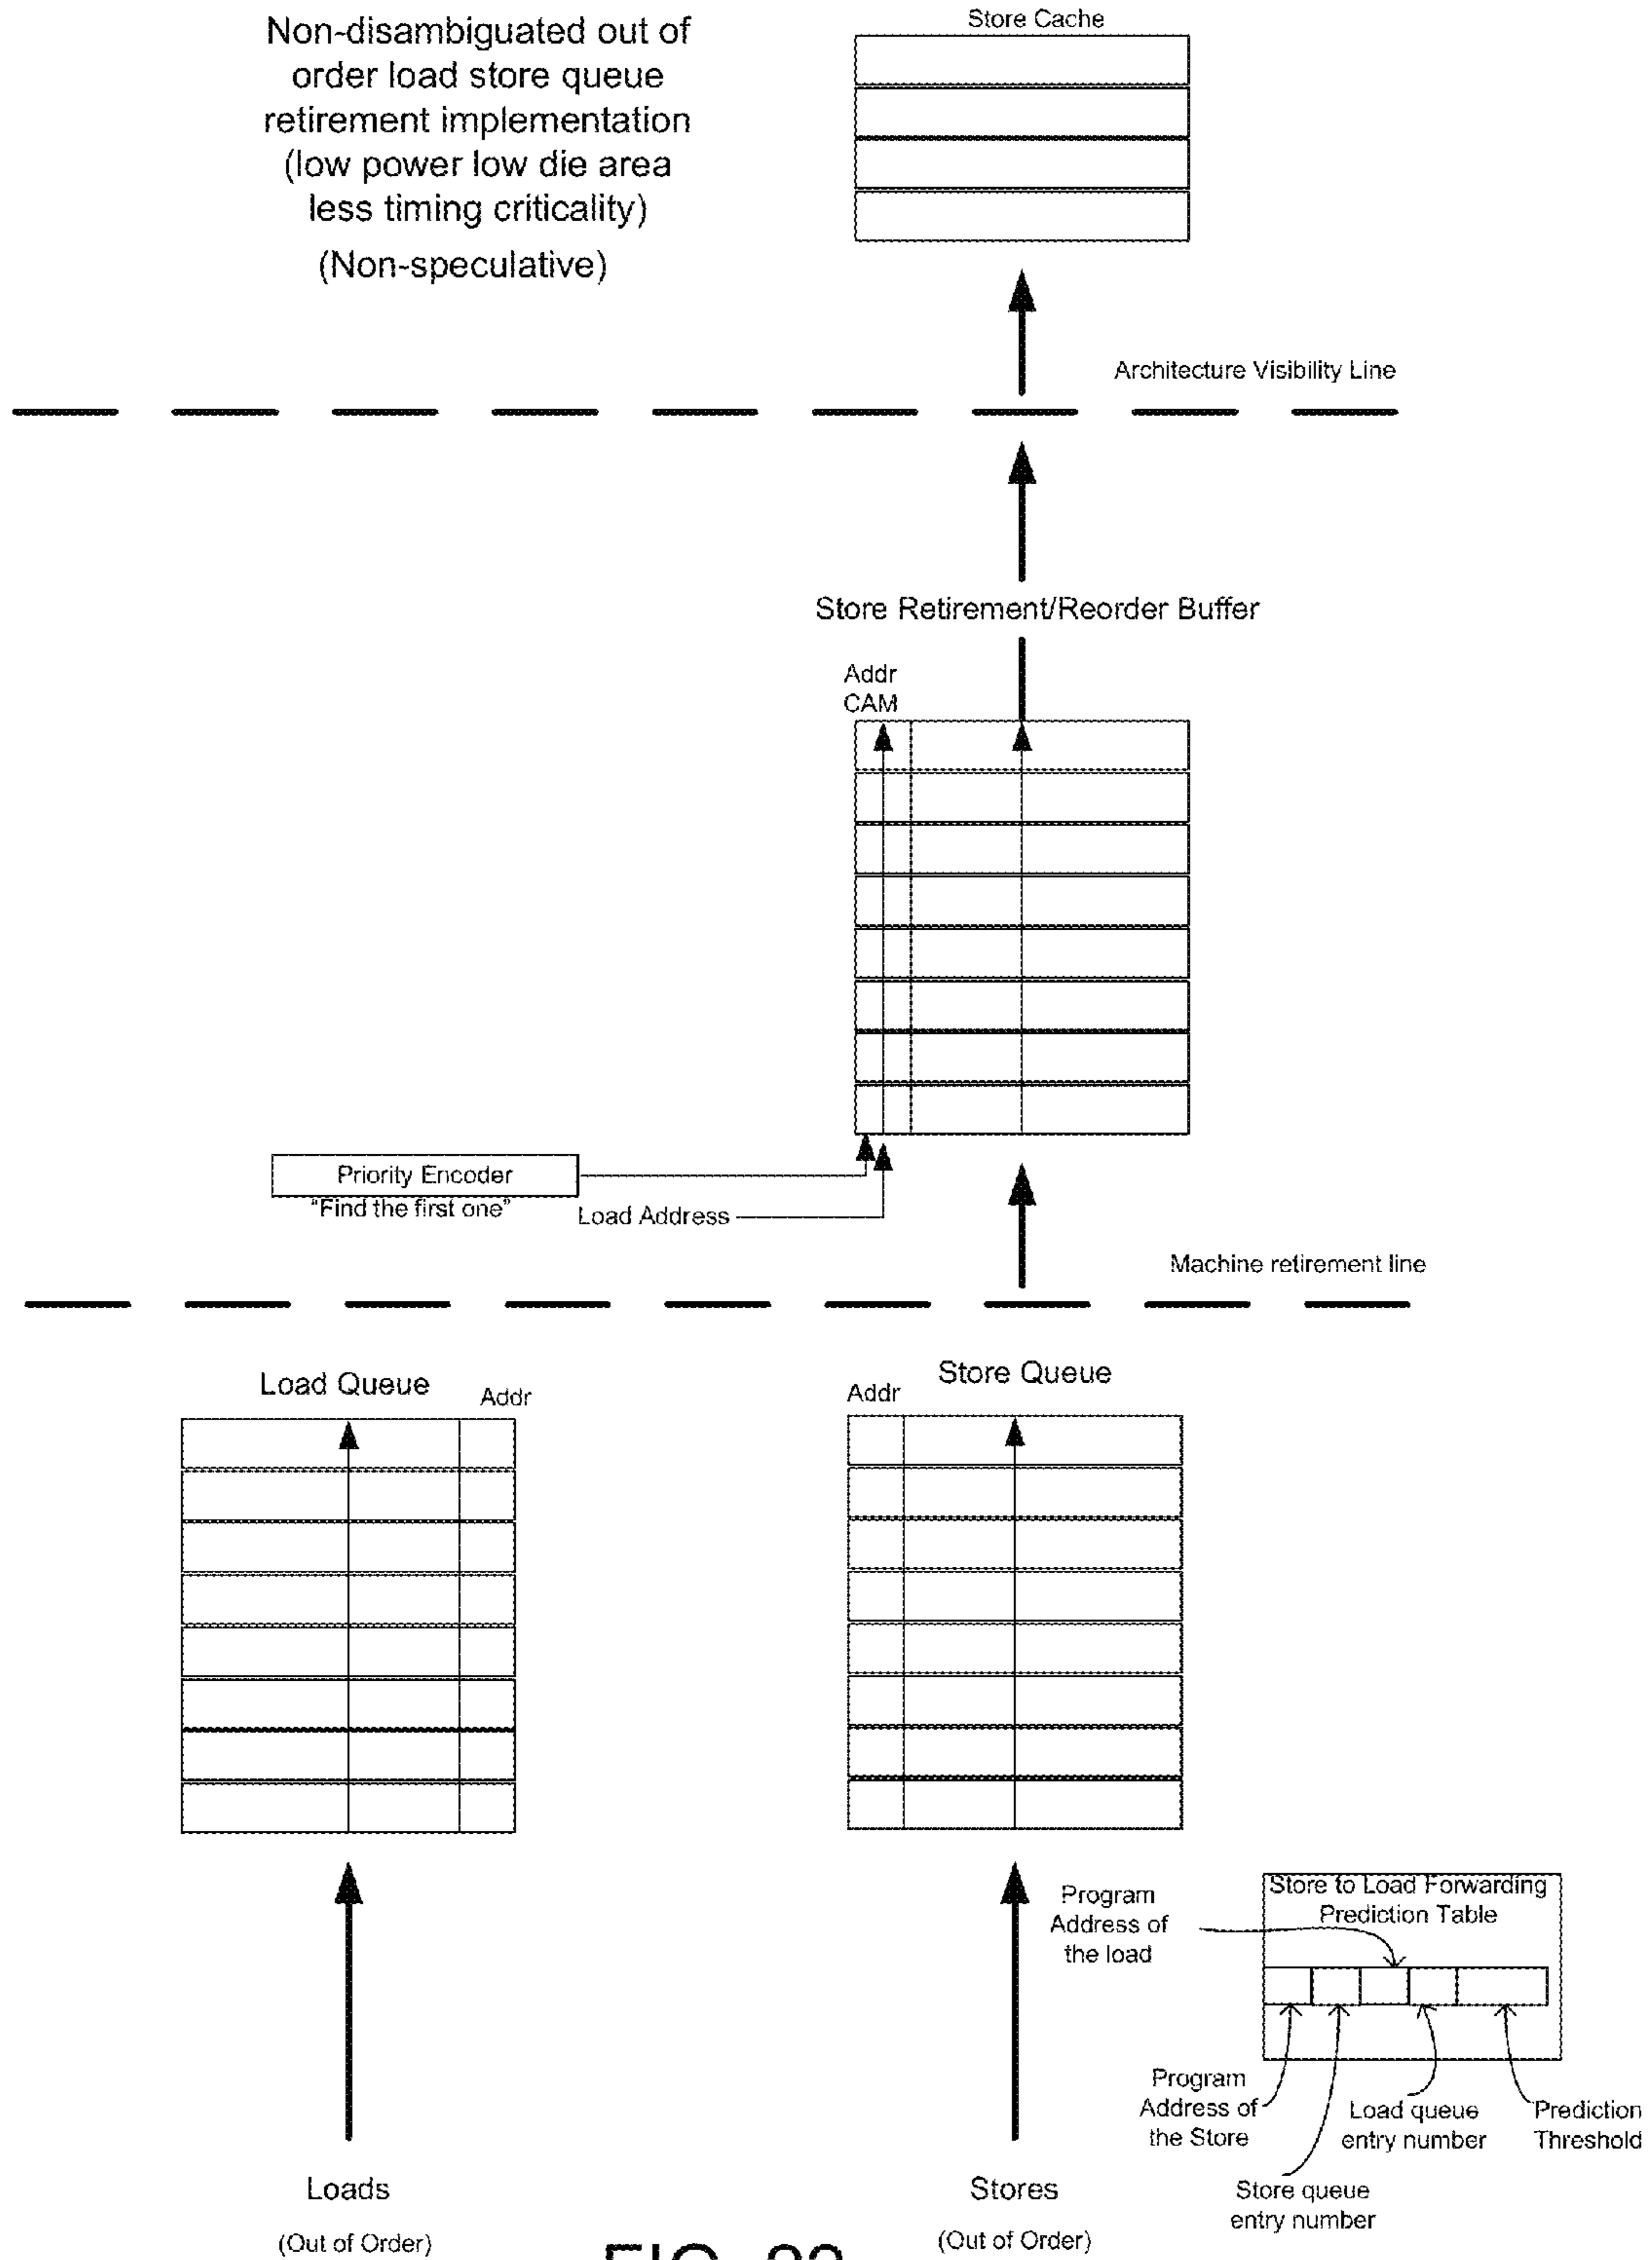 Non-disambiguated out of
order load store queue
retirement implementation
(low power low die area
less timing criticality)
(Non-speculative)
Store Cache
Architecture Visibility Line
Store Retirement/Reorder Buffer
Addr
CAM
Priority Encoder
"Find the first one"
Load Address
Machine retirement line
Load Queue
Addr
Store Queue
Addr
Program
Address of
the load
Store to Load Forwarding
Prediction Table
Program
Address of
the Store
Load queue
entry number
Prediction
Threshold
Store queue
entry number
Loads
(Out of Order)
Stores
(Out of Order)